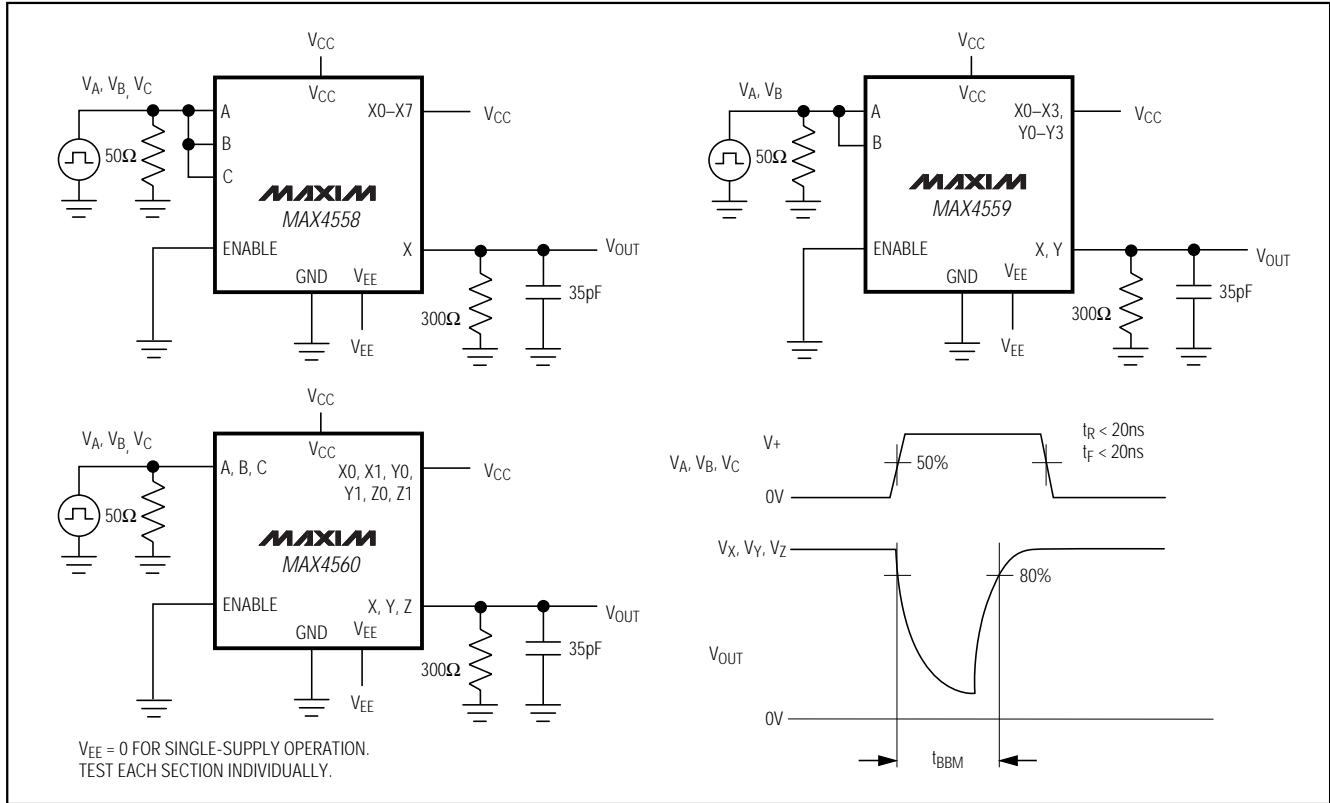 VCC
VA, VB, VC
VCC
A
X0–X7
VCC
50Ω
B
C
MAXIM
MAX4558
ENABLE
X
VOUT
GND
VEE
35pF
300Ω
VEE
VCC
VA, VB
VCC
A
X0–X3,
Y0–Y3
VCC
50Ω
B
MAXIM
MAX4559
ENABLE
X, Y
VOUT
GND
VEE
35pF
300Ω
VEE
VCC
VA, VB, VC
VCC
A, B, C
X0, X1, Y0,
Y1, Z0, Z1
VCC
50Ω
MAXIM
MAX4560
ENABLE
X, Y, Z
VOUT
GND
VEE
35pF
300Ω
VEE
VEE = 0 FOR SINGLE-SUPPLY OPERATION.
TEST EACH SECTION INDIVIDUALLY.
V+
tR < 20ns
tF < 20ns
VA, VB, VC
50%
0V
VX, VY, VZ
80%
VOUT
0V
tBBM